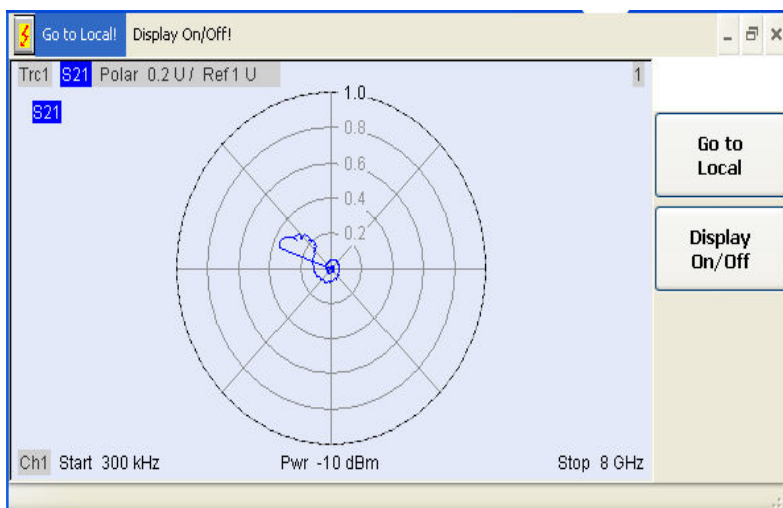 Go to Local! Display On/Off!
Trc1 S21 Polar 0.2 U / Ref 1 U 1
S21
1.0
0.8
0.6
0.4
0.2
Go to
Local
Display
On/Off
Ch1 Start 300 kHz Pwr -10 dBm Stop 8 GHz